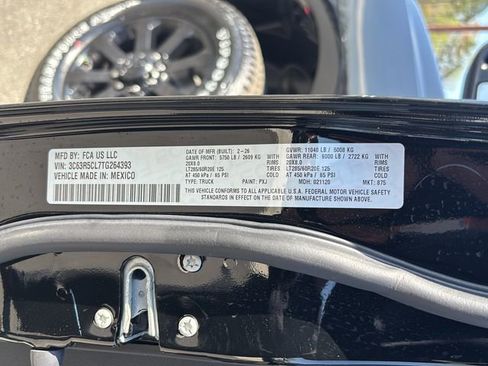 MFD BY: FCA US LLC
VIN: 3C63R5CL7TG264393
VEHICLE MADE IN: MEXICO
DATE OF MFR (BUILT): 2-26
GAWR FRONT: 5750 LB / 2609 KG
WITH
20X8.0 RIMS
LT285/60R20E 125 TIRES
AT 450 kPa / 65 PSI COLD
TYPE: TRUCK PAINT: PXJ
GVWR: 11040 LB / 5008 KG
GAWR REAR: 6000 LB / 2722 KG
WITH
20X8.0 RIMS
LT285/60R20E 125 TIRES
AT 450 kPa / 65 PSI COLD
MDH: 021120 MKT: 875
THIS VEHICLE CONFORMS TO ALL APPLICABLE U.S.A. FEDERAL MOTOR VEHICLE SAFETY
STANDARDS IN EFFECT ON THE DATE OF MANUFACTURE SHOWN ABOVE.